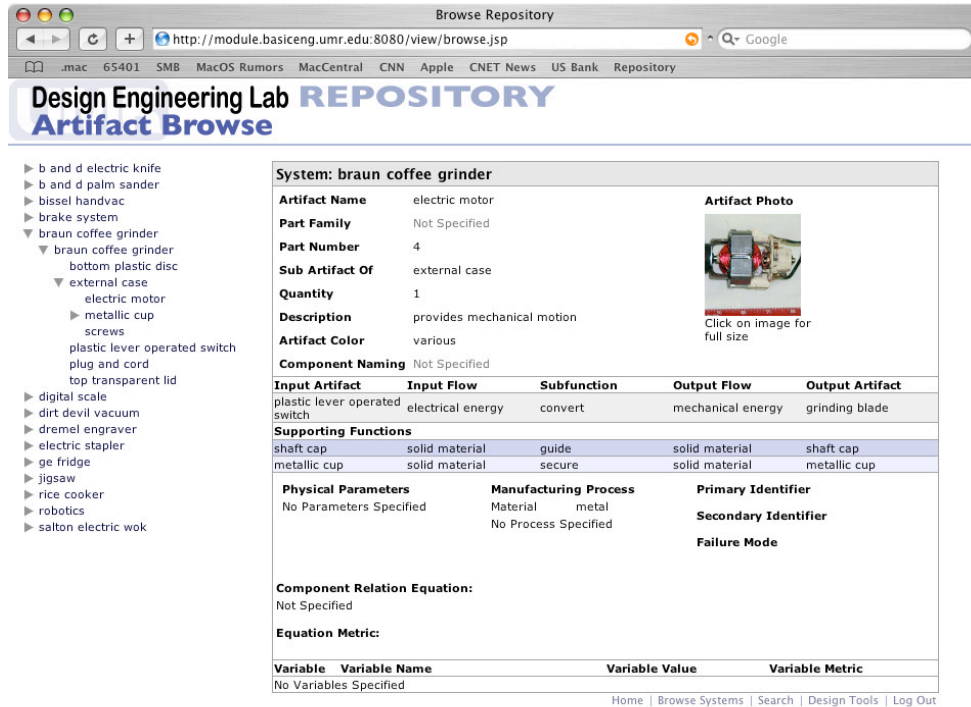 Browse Repository
http://module.basiceng.umr.edu:8080/view/browse.jsp
Google
.mac 65401 SMB MacOS Rumors MacCentral CNN Apple CNET News US Bank Repository
Design Engineering Lab REPOSITORY
Artifact Browse
b and d electric knife
b and d palm sander
bissel handvac
brake system
braun coffee grinder
braun coffee grinder
bottom plastic disc
external case
electric motor
metallic cup
screws
plastic lever operated switch
plug and cord
top transparent lid
digital scale
dirt devil vacuum
dremel engraver
electric stapler
ge fridge
jigsaw
rice cooker
robotics
salton electric wok
System: braun coffee grinder
Artifact Name electric motor
Part Family Not Specified
Part Number 4
Sub Artifact Of external case
Quantity 1
Description provides mechanical motion
Artifact Color various
Component Naming Not Specified
Artifact Photo
Click on image for
full size
Input Artifact Input Flow Subfunction Output Flow Output Artifact
plastic lever operated
switch electrical energy convert mechanical energy grinding blade
Supporting Functions
shaft cap solid material guide solid material shaft cap
metallic cup solid material secure solid material metallic cup
Physical Parameters
No Parameters Specified
Manufacturing Process
Material metal
No Process Specified
Primary Identifier
Secondary Identifier
Failure Mode
Component Relation Equation:
Not Specified
Equation Metric:
Variable Variable Name Variable Value Variable Metric
No Variables Specified
Home | Browse Systems | Search | Design Tools | Log Out